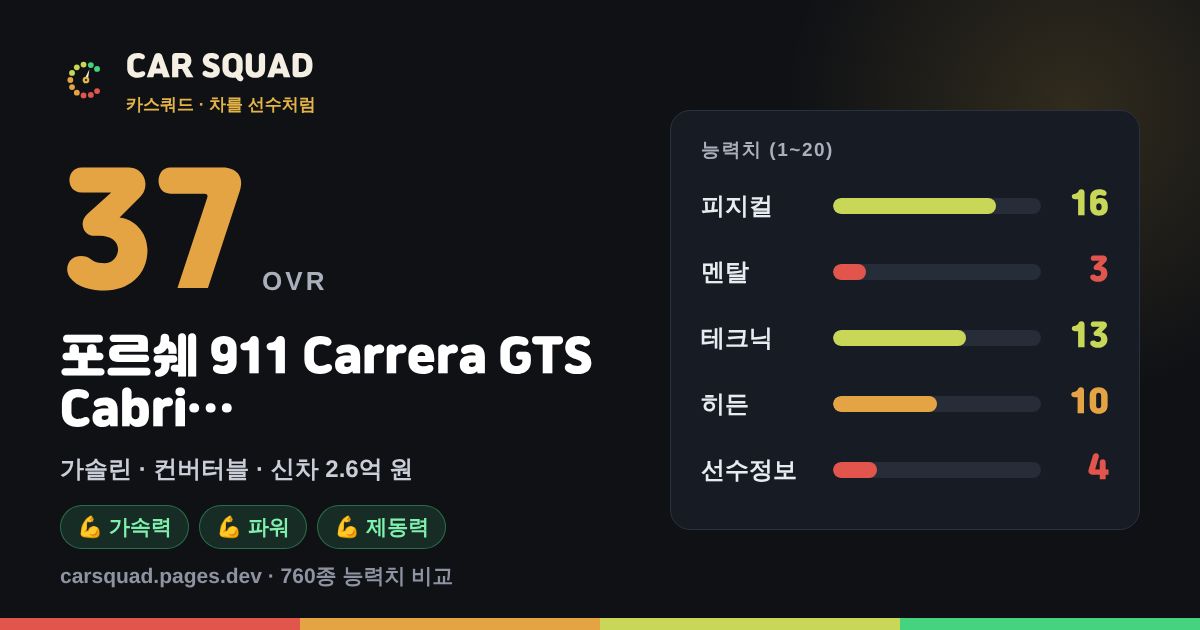 CAR SQUAD
카스쿼드 · 차를 선수처럼
37 OVR
포르쉐 911 Carrera GTS
Cabri…
가솔린 · 컨버터블 · 신차 2.6억 원
💪 가속력 💪 파워 💪 제동력
carsquad.pages.dev · 760종 능력치 비교
능력치 (1~20)
피지컬 16
멘탈 3
테크닉 13
히든 10
선수정보 4